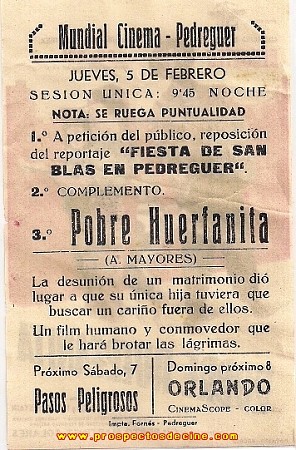 Mundial Cinema - Pedreguer
JUEVES, 5 DE FEBRERO
SESION UNICA: 9'45 NOCHE
NOTA: SE RUEGA PUNTUALIDAD
1.º A petición del público, reposición
del reportaje "FIESTA DE SAN
BLAS EN PEDREGUER".
2.º COMPLEMENTO.
3.º Pobre Huerfanita
(A. MAYORES)
La desunión de un matrimonio dió
lugar a que su única hija tuviera que
buscar un cariño fuera de ellos.
Un film humano y conmovedor que
le hará brotar las lágrimas.
Próximo Sábado, 7
Pasos Peligrosos
Domingo próximo 8
ORLANDO
CINEMASCOPE - COLOR
Impta. Fornés - Pedreguer
www.prospectosdecine.com